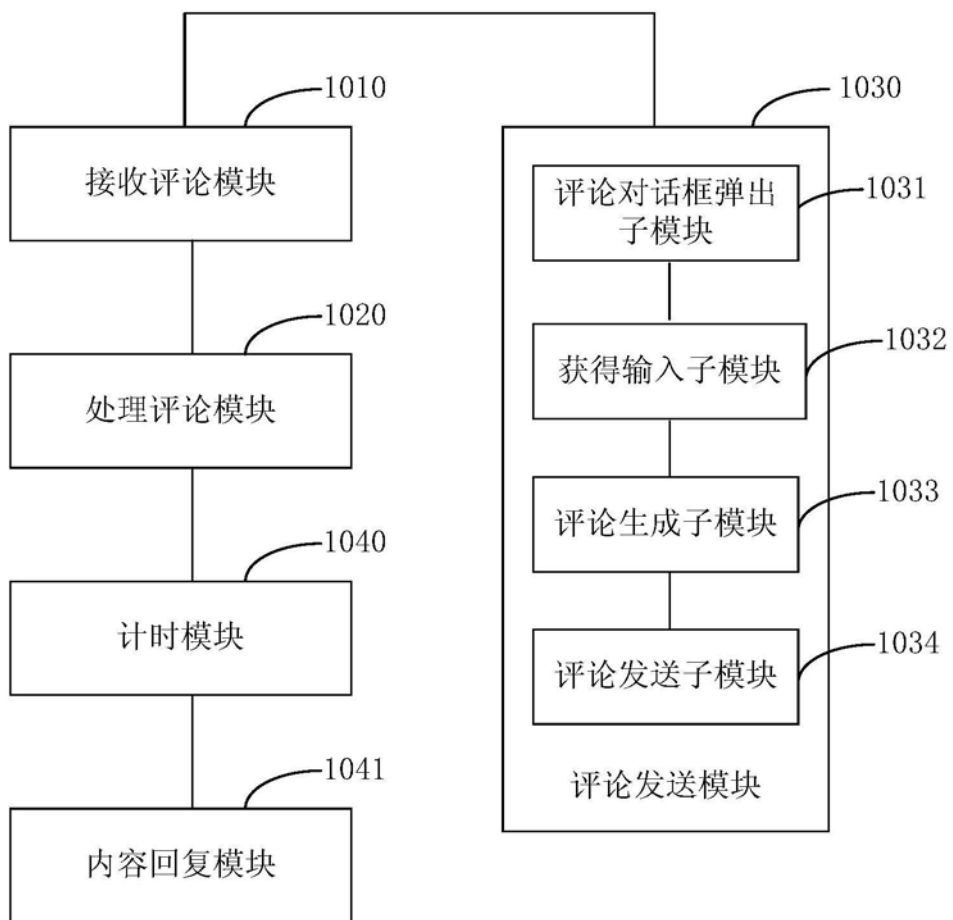 1010
接收评论模块
1020
处理评论模块
1040
计时模块
1041
内容回复模块
1030
评论对话框弹出
子模块
1031
获得输入子模块
1032
评论生成子模块
1033
评论发送子模块
1034
评论发送模块